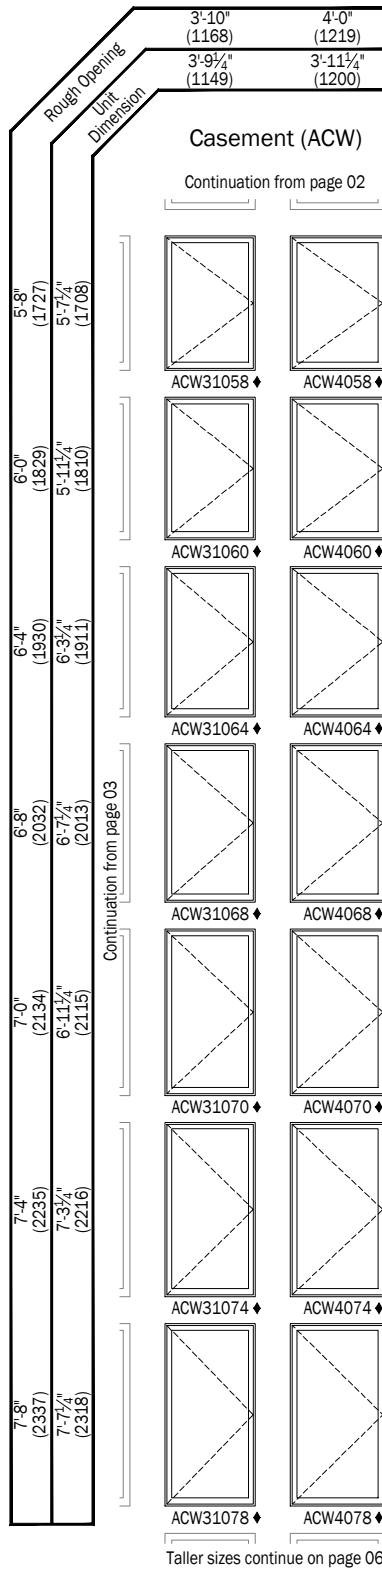 3'-10" 4'-0"
(1168) (1219)
Rough Opening
3'-9¼" 3'-11¼"
(1149) (1200)
Unit
Dimension
Casement (ACW)
Continuation from page 02
5'-8"
(1727)
5'-7¼"
(1708)
ACW31058 ♦ ACW4058 ♦
6'-0"
(1829)
5'-11¼"
(1810)
ACW31060 ♦ ACW4060 ♦
6'-4"
(1930)
6'-3¼"
(1911)
ACW31064 ♦ ACW4064 ♦
6'-8"
(2032)
6'-7¼"
(2013)
Continuation from page 03
ACW31068 ♦ ACW4068 ♦
7'-0"
(2134)
6'-11¼"
(2115)
ACW31070 ♦ ACW4070 ♦
7'-4"
(2235)
7'-3¼"
(2216)
ACW31074 ♦ ACW4074 ♦
7'-8"
(2337)
7'-7¼"
(2318)
ACW31078 ♦ ACW4078 ♦
Taller sizes continue on page 06